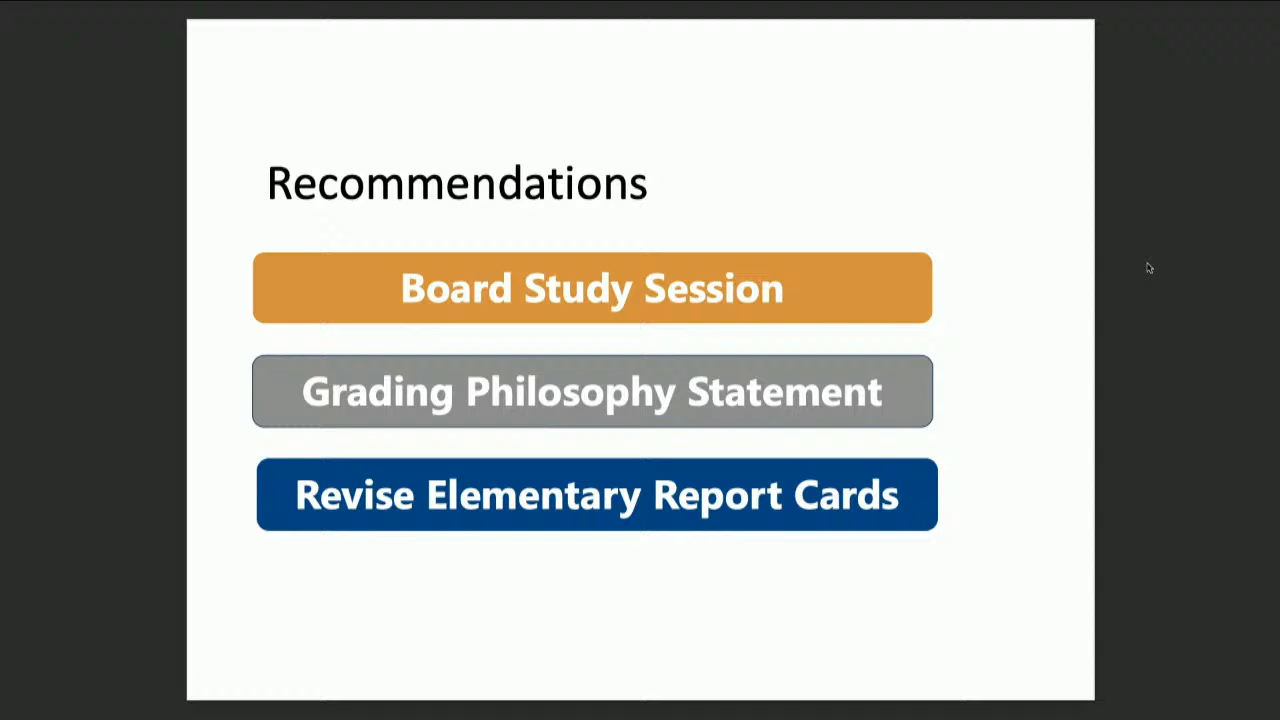 Recommendations
Board Study Session
Grading Philosophy Statement
Revise Elementary Report Cards